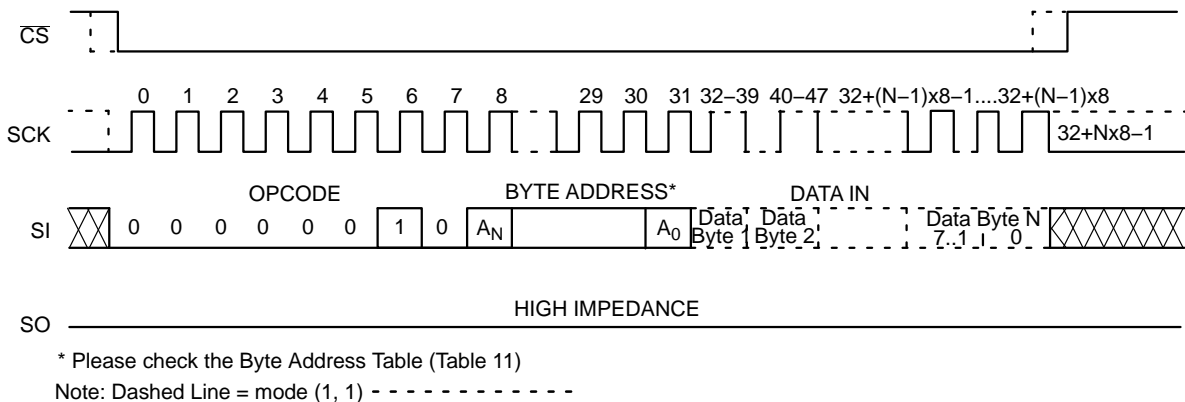 CS
0 1 2 3 4 5 6 7 8 29 30 31 32–39 40–47 32+(N–1)x8–1....32+(N–1)x8
SCK
32+Nx8–1
OPCODE BYTE ADDRESS* DATA IN
SI 0 0 0 0 0 0 1 0 AN A0 Data Byte 1 Data Byte 2 Data Byte N 7..1 0
HIGH IMPEDANCE
SO
* Please check the Byte Address Table (Table 11)
Note: Dashed Line = mode (1, 1)